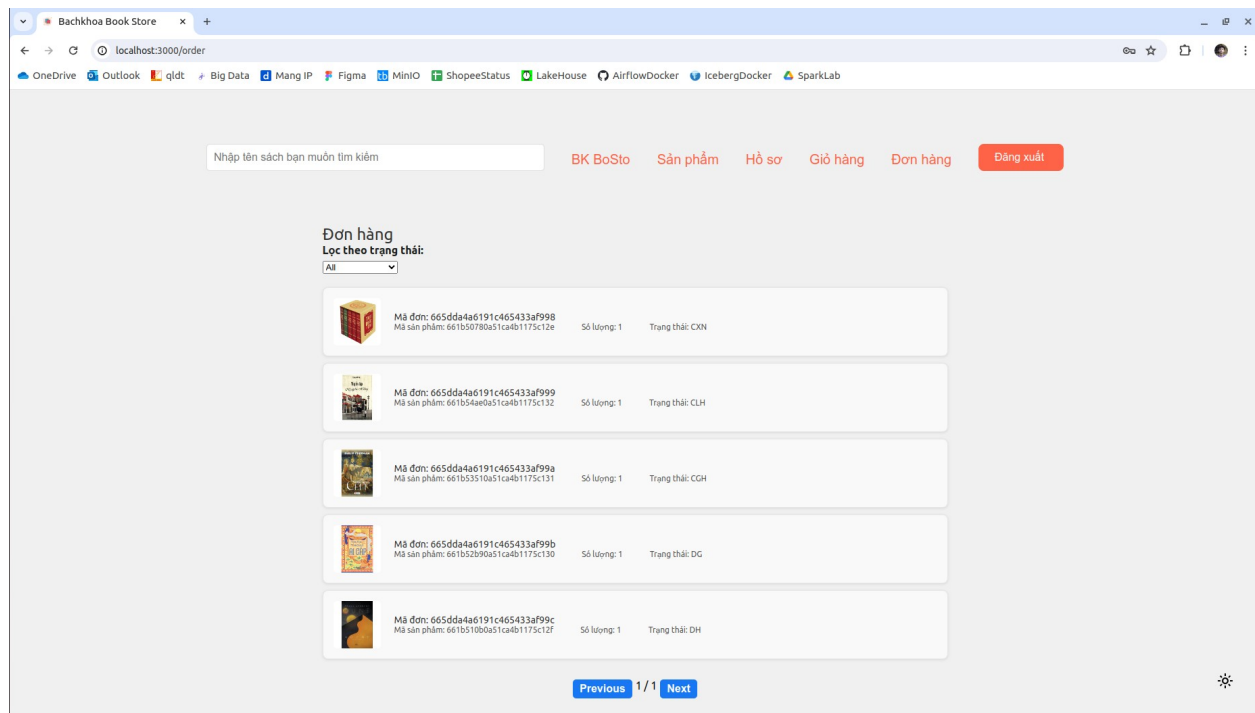 Bachkhoa Book Store
localhost:3000/order
OneDrive Outlook qldt Big Data Mang IP Figma MinIO ShopeeStatus LakeHouse AirflowDocker IcebergDocker SparkLab
Nhập tên sách bạn muốn tìm kiếm BK BoSto Sản phẩm Hồ sơ Giỏ hàng Đơn hàng Đăng xuất
Đơn hàng
Lọc theo trạng thái:
All
Mã đơn: 665dda4a6191c465433af998
Mã sản phẩm: 661b50780a51ca4b1175c12e Số lượng: 1 Trạng thái: CXN
Mã đơn: 665dda4a6191c465433af999
Mã sản phẩm: 661b54ae0a51ca4b1175c132 Số lượng: 1 Trạng thái: CLH
Mã đơn: 665dda4a6191c465433af99a
Mã sản phẩm: 661b53510a51ca4b1175c131 Số lượng: 1 Trạng thái: CGH
Mã đơn: 665dda4a6191c465433af99b
Mã sản phẩm: 661b52b90a51ca4b1175c130 Số lượng: 1 Trạng thái: DG
Mã đơn: 665dda4a6191c465433af99c
Mã sản phẩm: 661b510b0a51ca4b1175c12f Số lượng: 1 Trạng thái: DH
Previous 1 / 1 Next